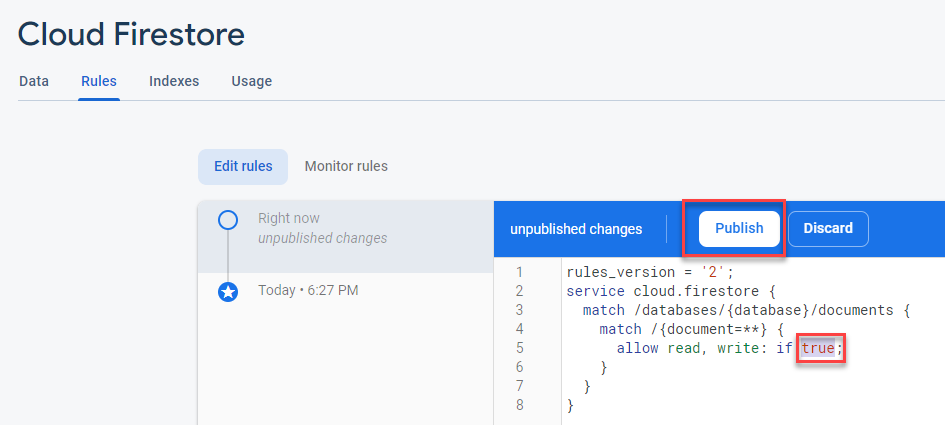 Cloud Firestore
Data Rules Indexes Usage
Edit rules Monitor rules
Right now
unpublished changes
Today • 6:27 PM
unpublished changes Publish Discard
1 rules_version = '2';
2 service cloud.firestore {
3 match /databases/{database}/documents {
4 match /{document=**} {
5 allow read, write: if true;
6 }
7 }
8 }